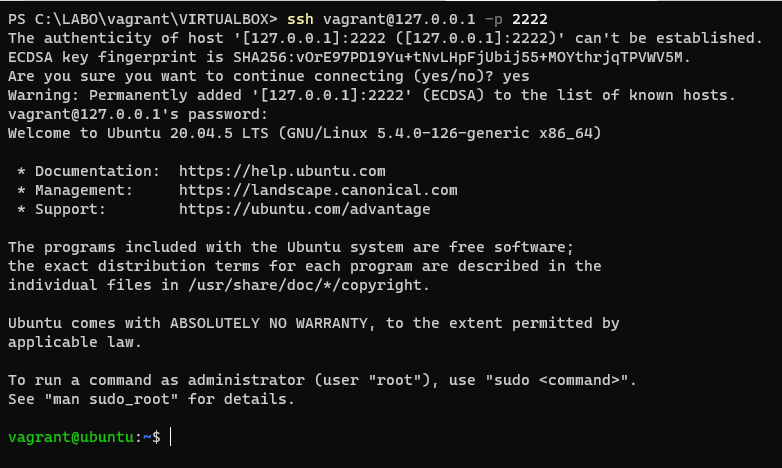 PS C:\LABO\vagrant\VIRTUALBOX> ssh vagrant@127.0.0.1 -p 2222
The authenticity of host '[127.0.0.1]:2222 ([127.0.0.1]:2222)' can't be established.
ECDSA key fingerprint is SHA256:vOrE97PD19Yu+tNvLHpFjUbij55+MOYthrjqTPVWV5M.
Are you sure you want to continue connecting (yes/no)? yes
Warning: Permanently added '[127.0.0.1]:2222' (ECDSA) to the list of known hosts.
vagrant@127.0.0.1's password:
Welcome to Ubuntu 20.04.5 LTS (GNU/Linux 5.4.0-126-generic x86_64)

 * Documentation:  https://help.ubuntu.com
 * Management:     https://landscape.canonical.com
 * Support:        https://ubuntu.com/advantage

The programs included with the Ubuntu system are free software;
the exact distribution terms for each program are described in the
individual files in /usr/share/doc/*/copyright.

Ubuntu comes with ABSOLUTELY NO WARRANTY, to the extent permitted by
applicable law.

To run a command as administrator (user "root"), use "sudo <command>".
See "man sudo_root" for details.

vagrant@ubuntu:~$